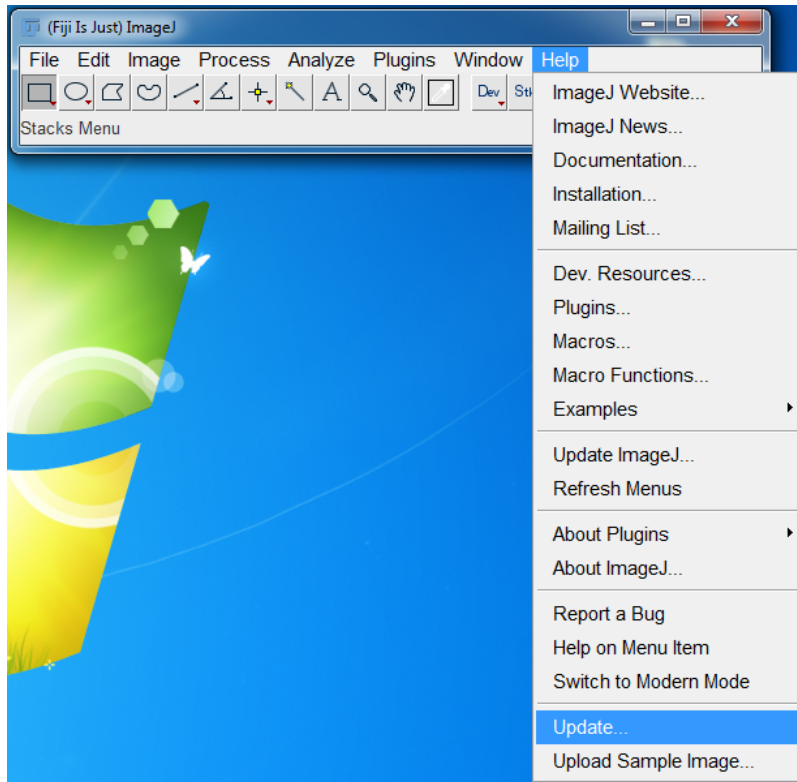 (Fiji Is Just) ImageJ
File Edit Image Process Analyze Plugins Window Help
A Dev Stk
Stacks Menu
ImageJ Website...
ImageJ News...
Documentation...
Installation...
Mailing List...
Dev. Resources...
Plugins...
Macros...
Macro Functions...
Examples
Update ImageJ...
Refresh Menus
About Plugins
About ImageJ...
Report a Bug
Help on Menu Item
Switch to Modern Mode
Update...
Upload Sample Image...